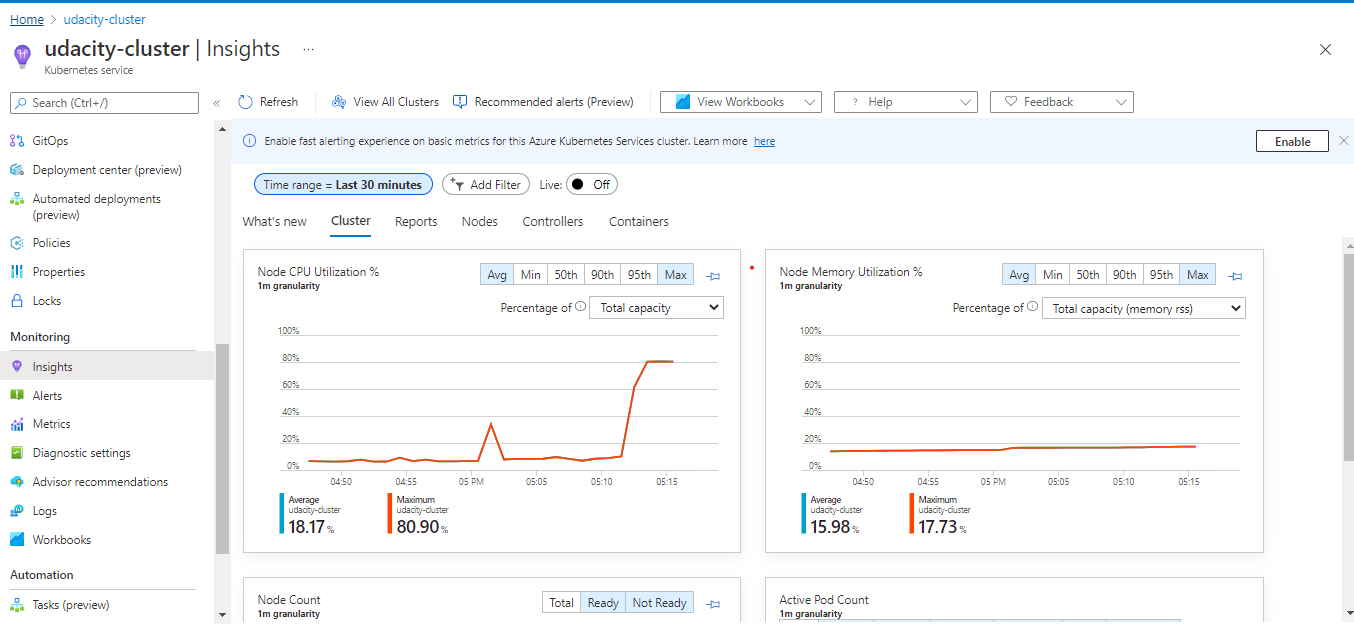 Home > udacity-cluster
udacity-cluster | Insights ...
Kubernetes service
Search (Ctrl+/)
«
Refresh
View All Clusters
Recommended alerts (Preview)
View Workbooks
? Help
Feedback
Enable fast alerting experience on basic metrics for this Azure Kubernetes Services cluster. Learn more here
Enable
GitOps
Deployment center (preview)
Automated deployments
(preview)
Policies
Properties
Locks
Monitoring
Insights
Alerts
Metrics
Diagnostic settings
Advisor recommendations
Logs
Workbooks
Automation
Tasks (preview)
Time range = Last 30 minutes
Add Filter
Live: Off
What's new Cluster Reports Nodes Controllers Containers
Node CPU Utilization %
1m granularity
Avg Min 50th 90th 95th Max
Percentage of Total capacity
100%
80%
60%
40%
20%
0%
04:50 04:55 05 PM 05:05 05:10 05:15
Average
udacity-cluster
18.17 %
Maximum
udacity-cluster
80.90 %
Node Memory Utilization %
1m granularity
Avg Min 50th 90th 95th Max
Percentage of Total capacity (memory rss)
100%
80%
60%
40%
20%
0%
04:50 04:55 05 PM 05:05 05:10 05:15
Average
udacity-cluster
15.98 %
Maximum
udacity-cluster
17.73 %
Node Count
1m granularity
Total Ready Not Ready
Active Pod Count
1m granularity